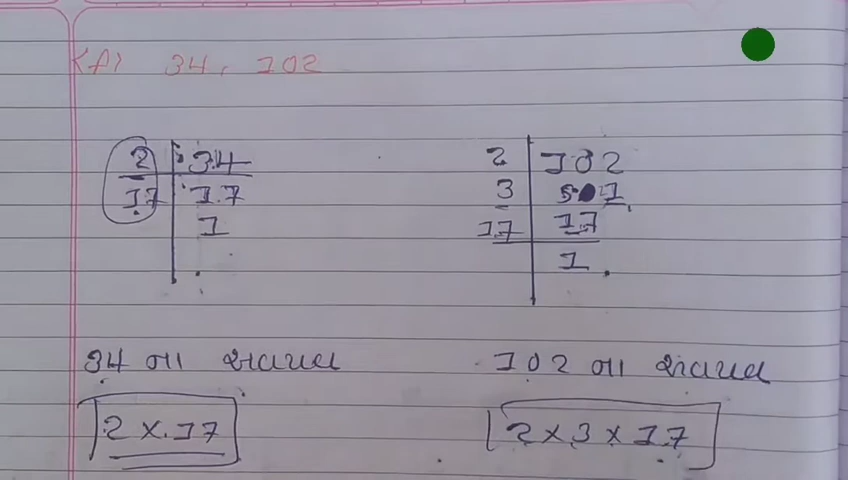 (A) 34, 102
2 34
17 17
1
2 102
3 51
17 17
1
34 ના અવયવ
2 × 17
102 ના અવયવ
2 × 3 × 17